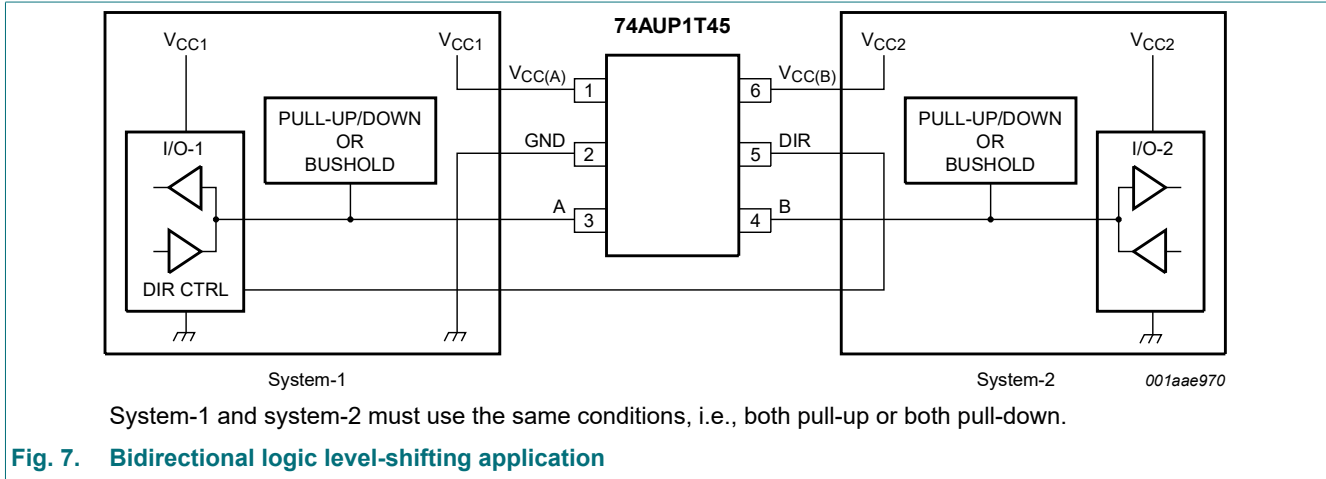 74AUP1T45
VCC1
VCC1
VCC(A)
1
6
VCC(B)
VCC2
VCC2
PULL-UP/DOWN
OR
BUSHOLD
I/O-1
GND
2
5
DIR
PULL-UP/DOWN
OR
BUSHOLD
I/O-2
A
3
4
B
DIR CTRL
System-1
System-2
001aae970
System-1 and system-2 must use the same conditions, i.e., both pull-up or both pull-down.
Fig. 7. Bidirectional logic level-shifting application